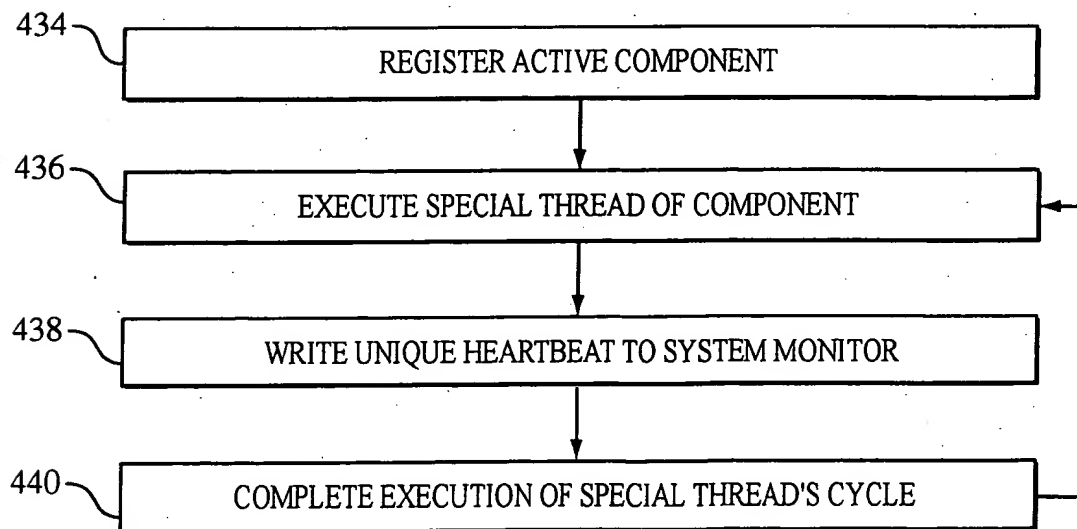 434
REGISTER ACTIVE COMPONENT
436
EXECUTE SPECIAL THREAD OF COMPONENT
438
WRITE UNIQUE HEARTBEAT TO SYSTEM MONITOR
440
COMPLETE EXECUTION OF SPECIAL THREAD'S CYCLE